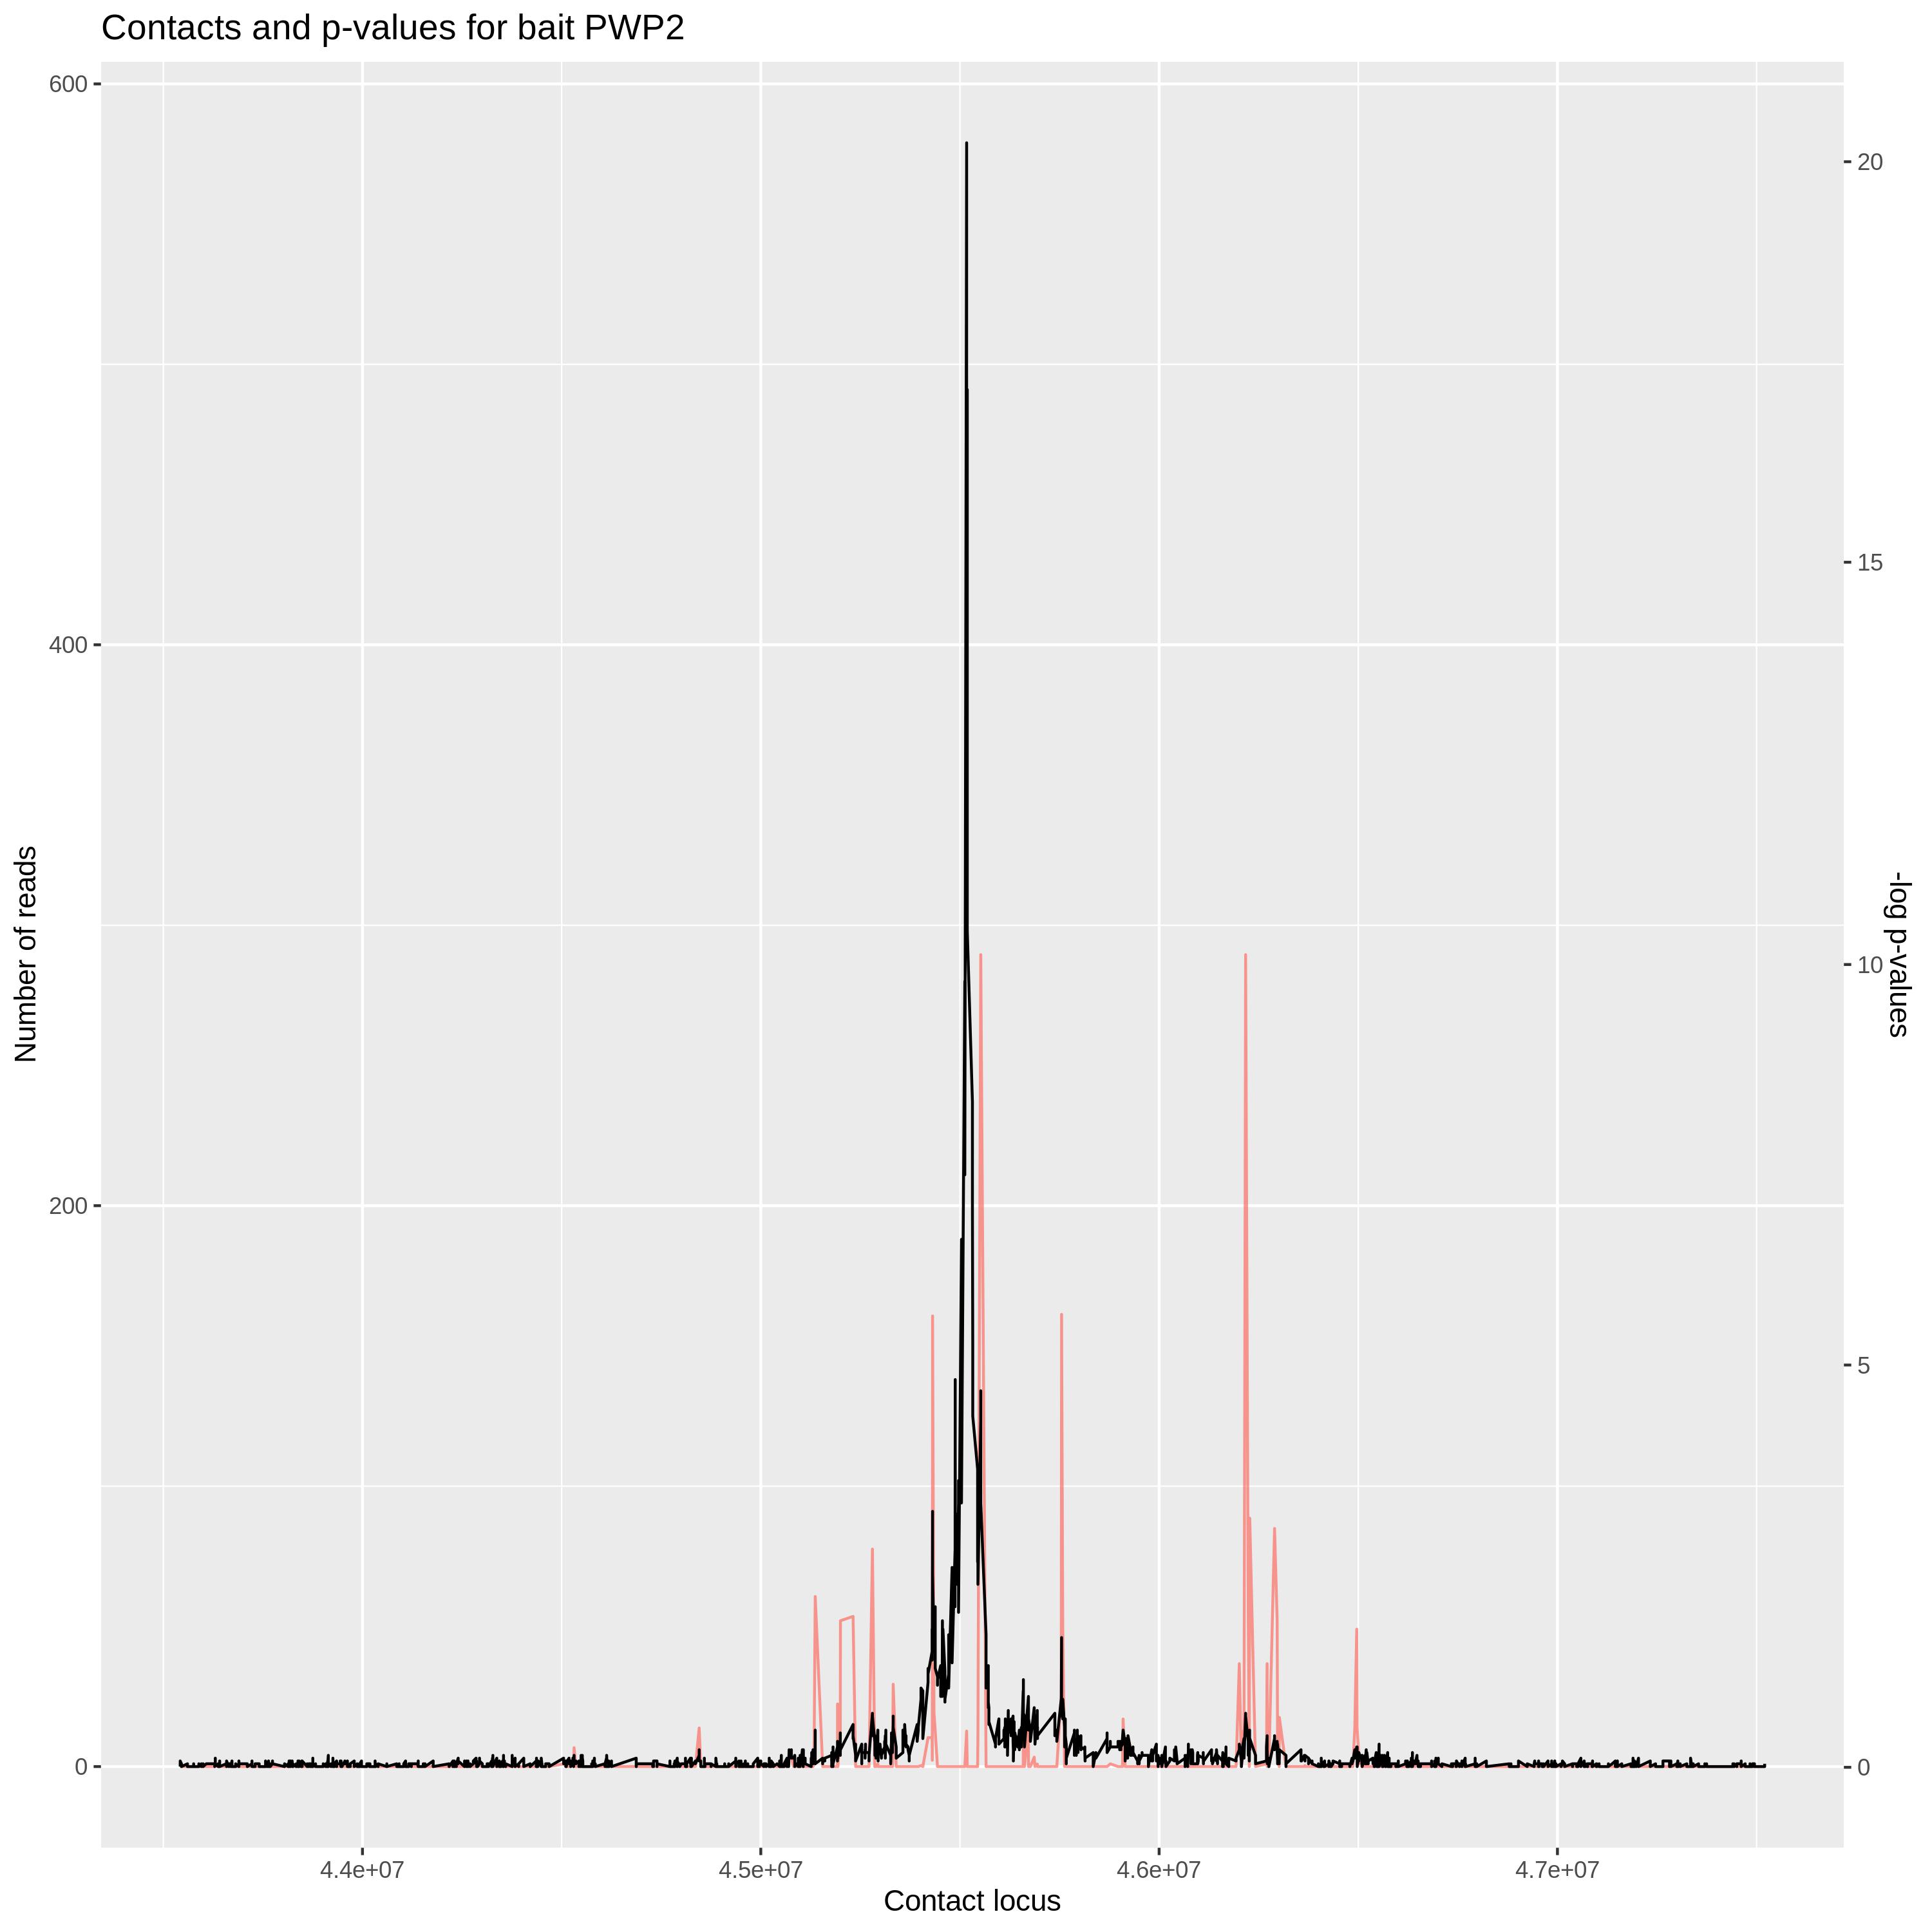 Contacts and p-values for bait PWP2
600
400
200
0
Number of reads
20
15
10
5
0
-log p-values
4.4e+07
4.5e+07
4.6e+07
4.7e+07
Contact locus